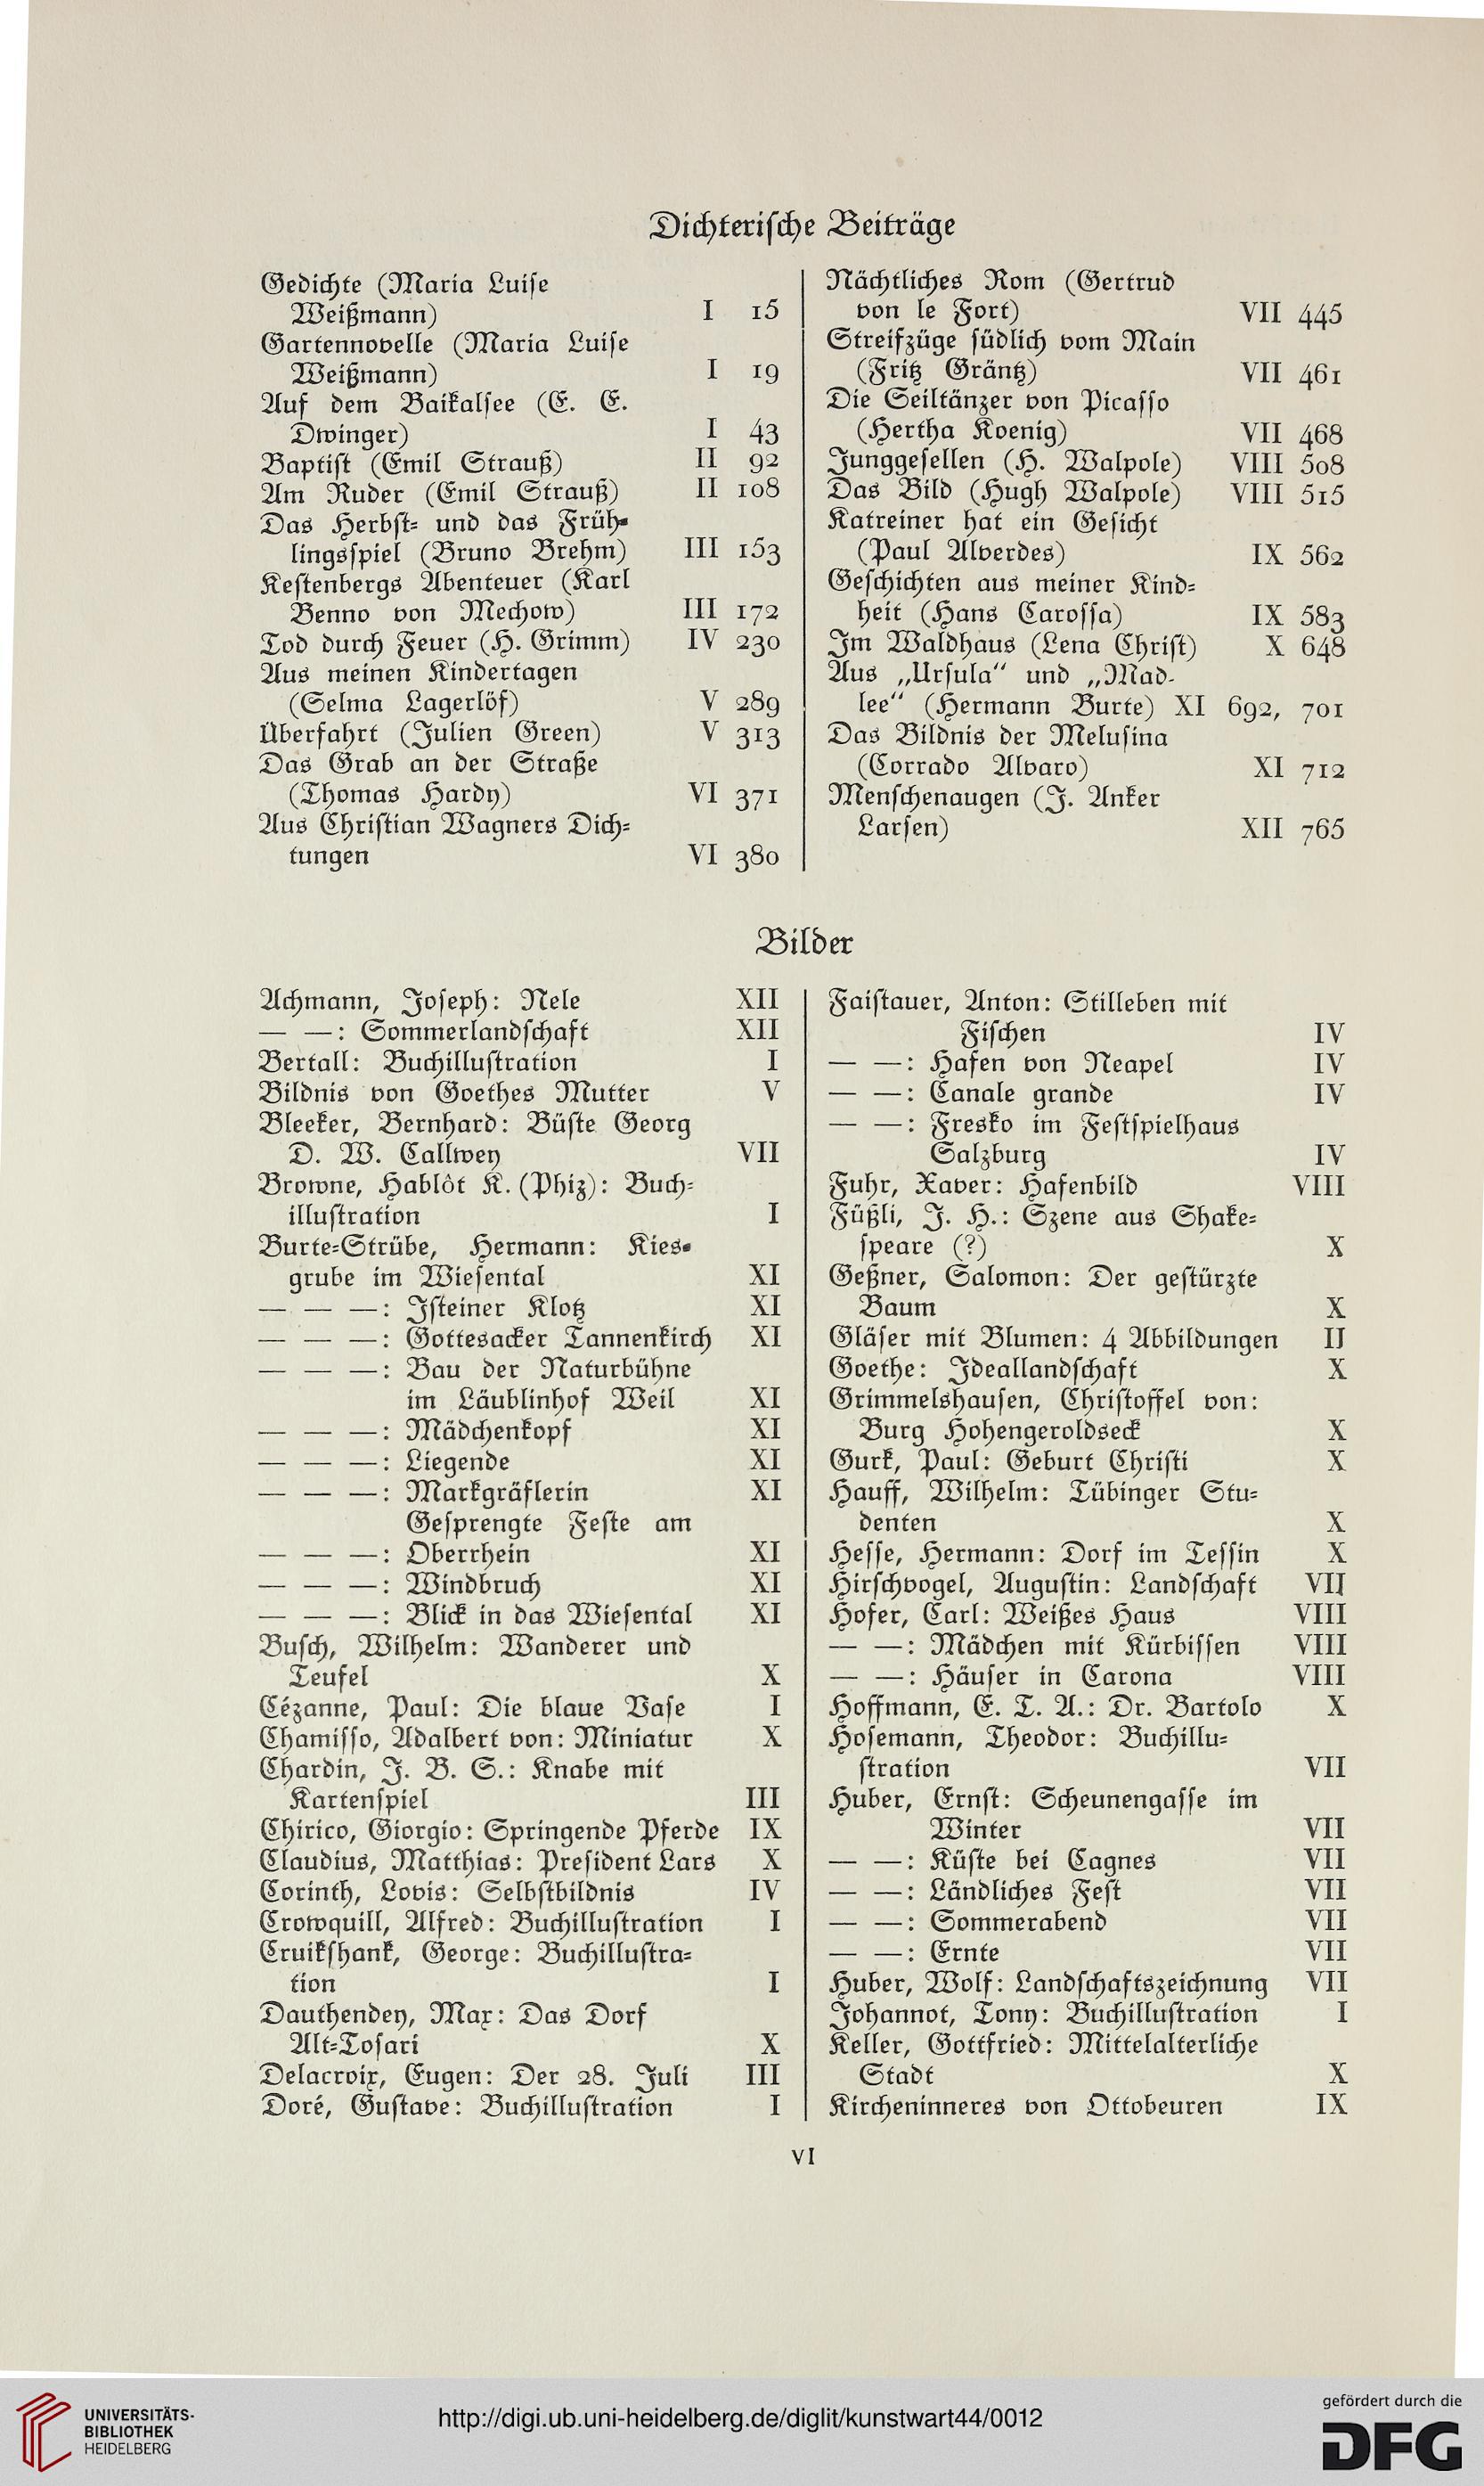 Dichterische Beiträge
Gedichte (Maria Luise
Weißmann) I 15
Gartennovelle (Maria Luise
Weißmann) I 19
Auf dem Baikalsee (E. E.
Dwinger) I 43
Baptist (Emil Strauß) II 92
Am Ruder (Emil Strauß) II 108
Das Herbst- und das Früh-
lingsspiel (Bruno Brehm) III 153
Kestenbergs Abenteuer (Karl
Benno von Mechow) III 172
Tod durch Feuer (H. Grimm) IV 230
Aus meinen Kindertagen
(Selma Lagerlöf) V 289
Überfahrt (Julien Green) V 313
Das Grab an der Straße
(Thomas Hardy) VI 371
Aus Christian Wagners Dich-
tungen VI 380
Nächtliches Rom (Gertrud
von le Fort) VII 445
Streifzüge südlich vom Main
(Fritz Gräntz) VII 461
Die Seiltänzer von Picasso
(Hertha Koenig) VII 468
Junggesellen (H. Walpole) VIII 508
Das Bild (Hugh Walpole) VIII 515
Katreiner hat ein Gesicht
(Paul Alverdes) IX 562
Geschichten aus meiner Kind-
heit (Hans Carossa) IX 583
Im Waldhaus (Lena Christ) X 648
Aus „Ursula“ und „Mad-
lee“ (Hermann Burte) XI 692, 701
Das Bildnis der Melusina
(Corrado Alvaro) XI 712
Menschenaugen (J. Anker
Larsen) XII 765
Bilder
Achmann, Joseph: Nele XII
— —: Sommerlandschaft XII
Bertall: Buchillustration I
Bildnis von Goethes Mutter V
Bleeker, Bernhard: Büste Georg
D. W. Callwey VII
Browne, Hablôt K. (Phiz): Buch-
illustration I
Burte-Strübe, Hermann: Kies-
grube im Wiesental XI
— — —: Isteiner Klotz XI
— — —: Gottesacker Tannenkirch XI
— — —: Bau der Naturbühne
im Läublinhof Weil XI
— — —: Mädchenkopf XI
— — —: Liegende XI
— — —: Markgräflerin XI
Gesprengte Feste am
— — —: Oberrhein XI
— — —: Windbruch XI
— — —: Blick in das Wiesental XI
Busch, Wilhelm: Wanderer und
Teufel X
Cézanne, Paul: Die blaue Vase I
Chamisso, Adalbert von: Miniatur X
Chardin, J. B. S.: Knabe mit
Kartenspiel III
Chirico, Giorgio: Springende Pferde IX
Claudius, Matthias: President Lars X
Corinth, Lovis: Selbstbildnis IV
Crowquill, Alfred: Buchillustration I
Cruikshank, George: Buchillustra-
tion I
Dauthendey, Max: Das Dorf
Alt-Tosari X
Delacroix, Eugen: Der 28. Juli III
Doré, Gustave: Buchillustration I
Faistauer, Anton: Stilleben mit
Fischen IV
— —: Hafen von Neapel IV
— —: Canale grande IV
— —: Fresko im Festspielhaus
Salzburg IV
Fuhr, Xaver: Hafenbild VIII
Füßli, J. H.: Szene aus Shake-
speare (?) X
Geßner, Salomon: Der gestürzte
Baum X
Gläser mit Blumen: 4 Abbildungen II
Goethe: Ideallandschaft X
Grimmelshausen, Christoffel von:
Burg Hohengeroldseck X
Gurk, Paul: Geburt Christi X
Hauff, Wilhelm: Tübinger Stu-
denten X
Hesse, Hermann: Dorf im Tessin X
Hirschvogel, Augustin: Landschaft VII
Hofer, Carl: Weißes Haus VIII
— —: Mädchen mit Kürbissen VIII
— —: Häuser in Carona VIII
Hoffmann, E. T. A.: Dr. Bartolo X
Hosemann, Theodor: Buchillu-
stration VII
Huber, Ernst: Scheunengasse im
Winter VII
— —: Küste bei Cagnes VII
— —: Ländliches Fest VII
— —: Sommerabend VII
— —: Ernte VII
Huber, Wolf: Landschaftszeichnung VII
Johannot, Tony: Buchillustration I
Keller, Gottfried: Mittelalterliche
Stadt X
Kircheninneres von Ottobeuren IX
VI
UNIVERSITÄTS-
BIBLIOTHEK
HEIDELBERG
http://digi.ub.uni-heidelberg.de/diglit/kunstwart44/0012
gefördert durch die
DFG